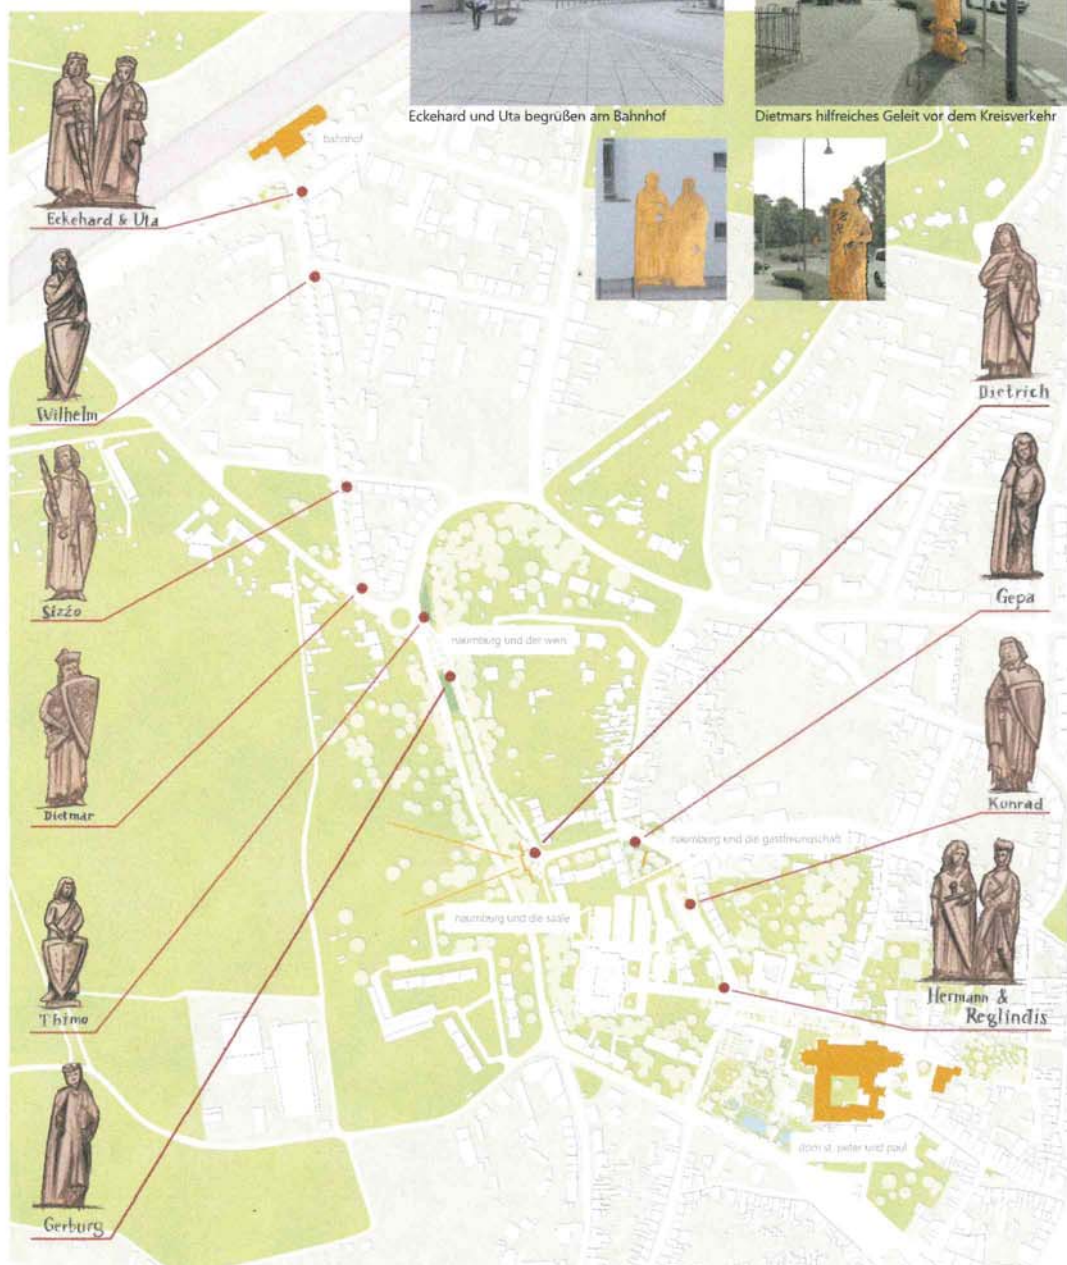 Eckehard und Uta begrüßen am Bahnhof
Dietmars hilfreiches Geleit vor dem Kreisverkehr
bahnhof
Eckehard & Uta
Wilhelm
Sizzo
Dietmar
Thimo
Gerburg
Dietrich
Gepa
Konrad
Hermann &
Reglindis
naumburg und der wein
naumburg und die gastfreundschaft
naumburg und die saale
dom st. peter und paul